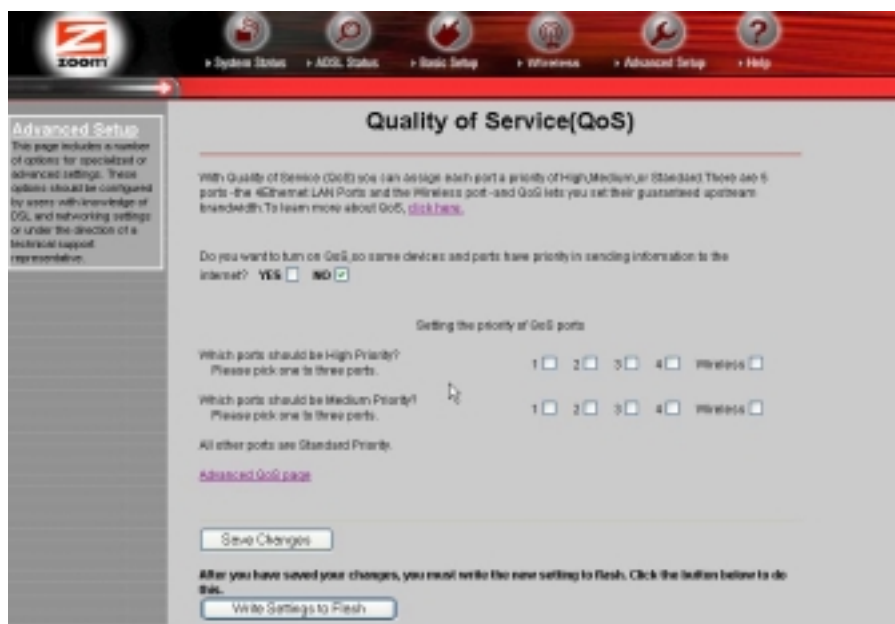 ZOOM
System Status
ADSL Status
Basic Setup
Wireless
Advanced Setup
Help
Advanced Setup
This page includes a number
of options for specialized or
advanced settings. These
options should be configured
by users with knowledge of
DSL and networking settings
or under the direction of a
technical support
representative.
Quality of Service(QoS)
With Quality of Service (QoS) you can assign each port a priority of High,Medium,or Standard.There are 5
ports -the 4Ethernet LAN Ports and the Wireless port -and QoS lets you set their guaranteed upstream
brandwidth.To learn more about QoS, click here.
Do you want to turn on QoS,so some devices and ports have priority in sending information to the
internet? YES NO
Setting the priority of QoS ports
Which ports should be High Priority?
Please pick one to three ports.
1 2 3 4 Wireless
Which ports should be Medium Priority?
Please pick one to three ports.
1 2 3 4 Wireless
All other ports are Standard Priority.
Advanced QoS page
Save Changes
After you have saved your changes, you must write the new setting to flash. Click the button below to do
this.
Write Settings to Flash